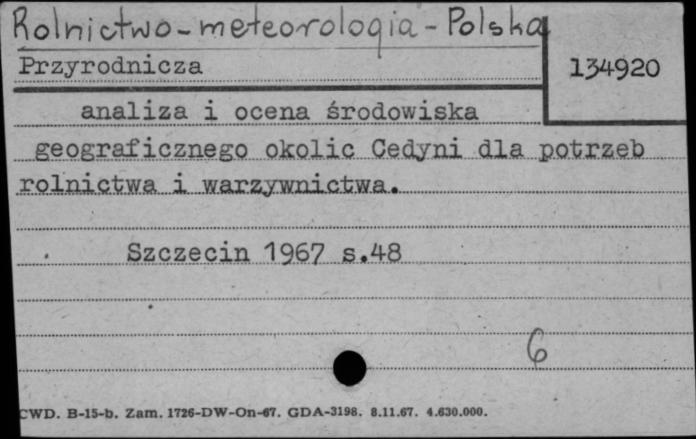 Rolnictwo-meteorologia-Polska
Przyrodnicza
134920
analiza i ocena środowiska
geograficznego okolic Cedyni dla potrzeb
rolnictwa i warzywnictwa.
Szczecin 1967 s.48
6
CWD. B-15-b. Zam. 1726-DW-On-67. GDA-3198. 8.11.67. 4.630.000.